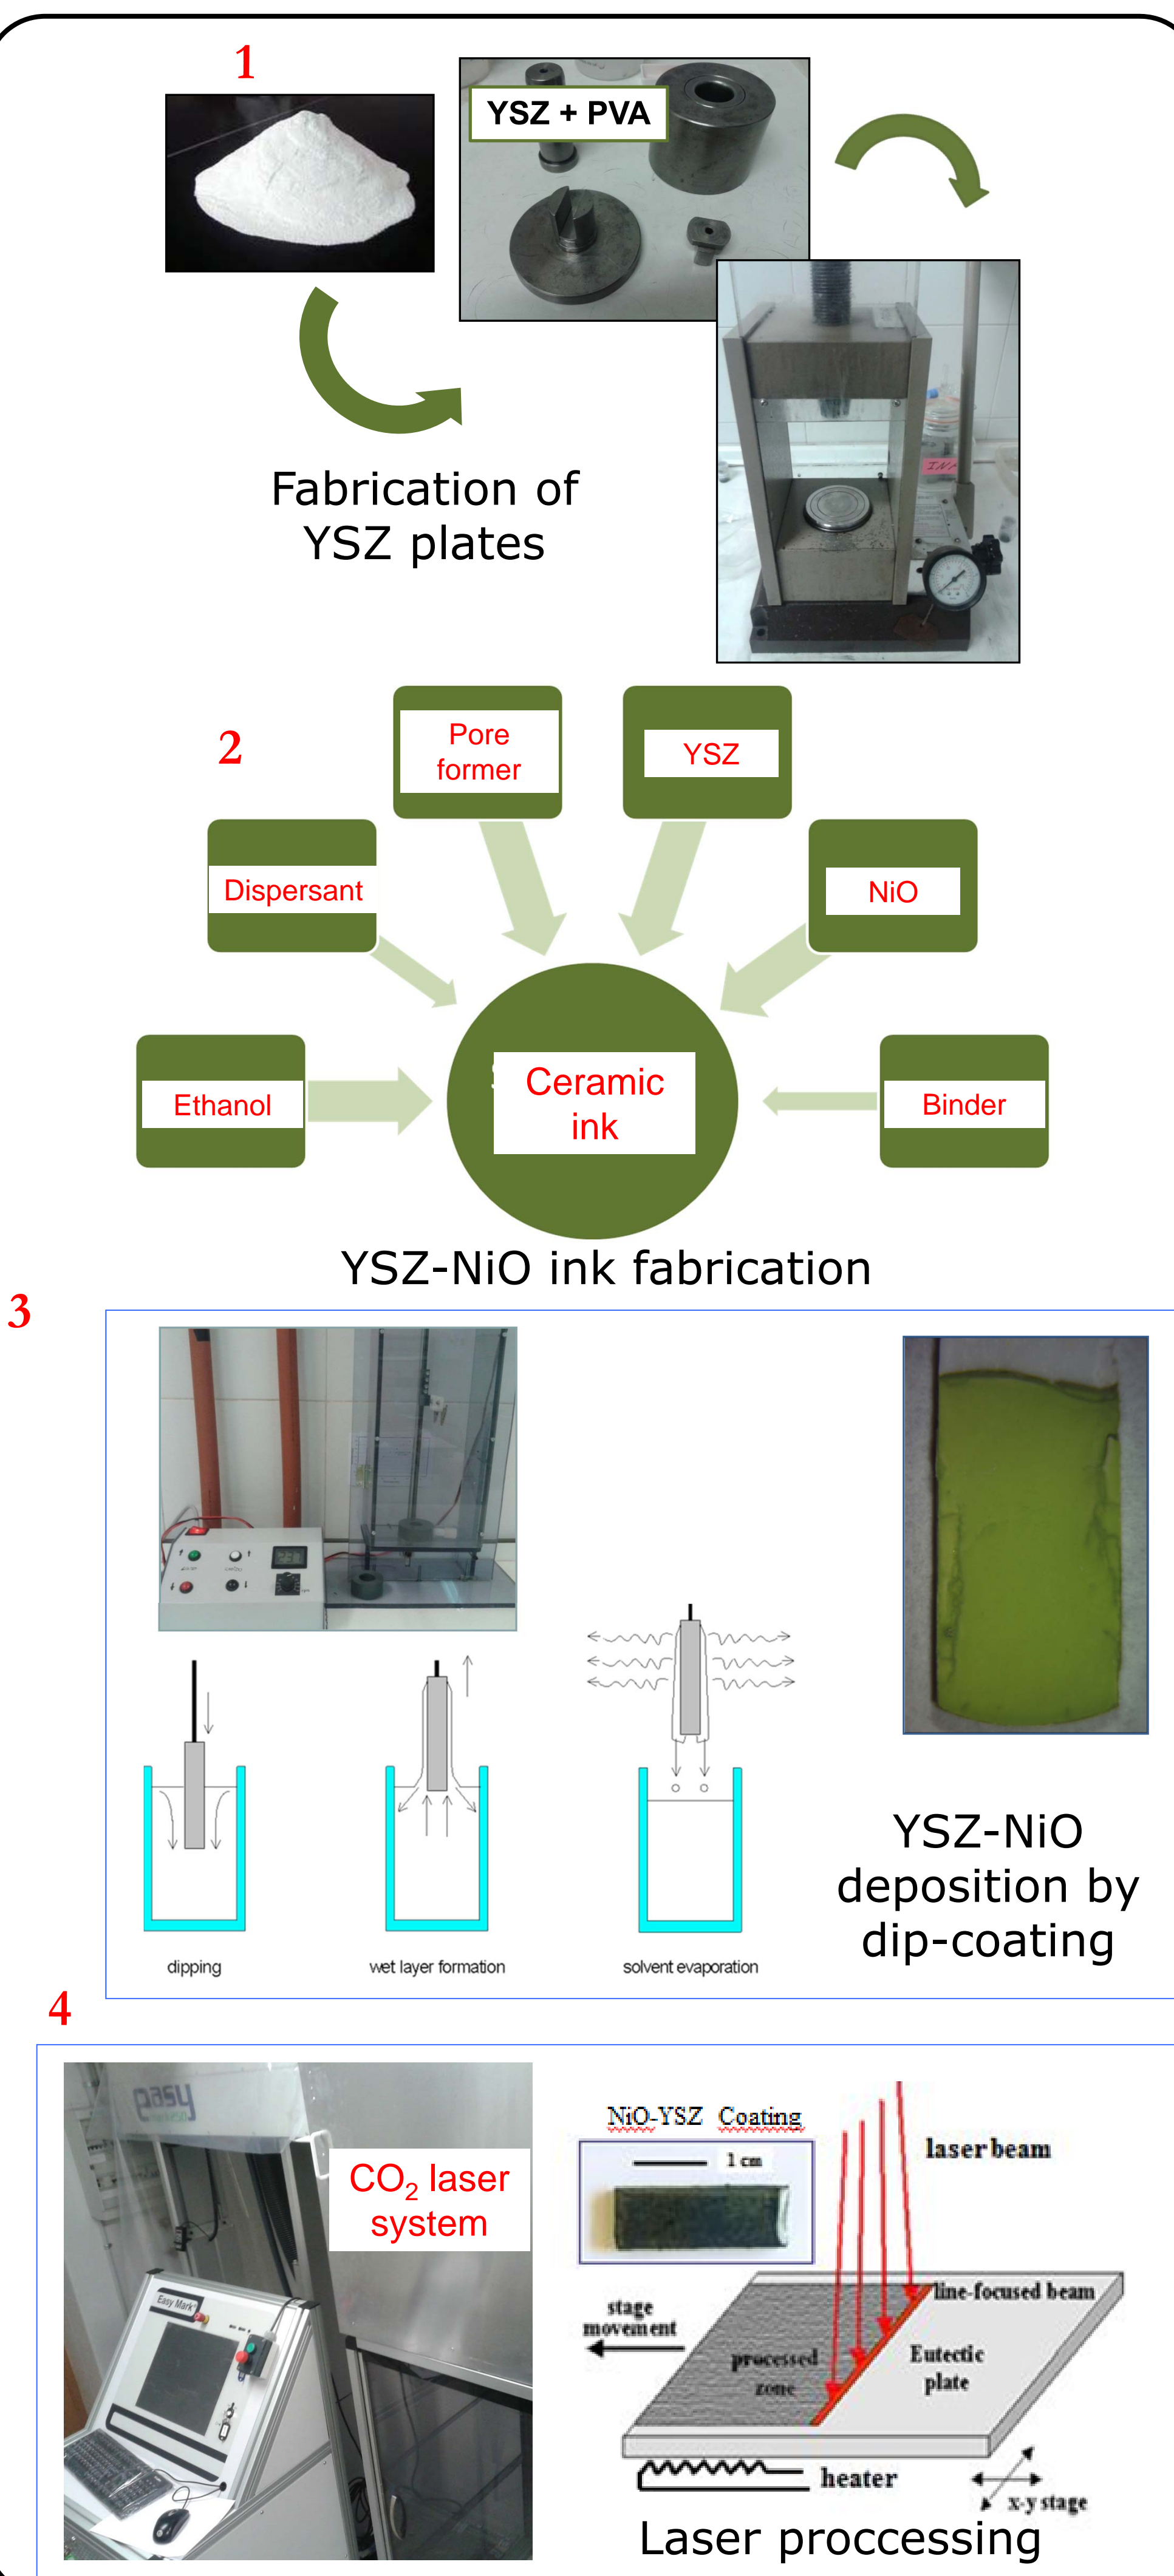 1
YSZ + PVA
Fabrication of
YSZ plates
2
Pore
former
YSZ
Dispersant
NiO
Ethanol
Ceramic
ink
Binder
YSZ-NiO ink fabrication
3
YSZ-NiO
deposition by
dip-coating
dipping
wet layer formation
solvent evaporation
4
easy
Easy Mark
CO₂ laser
system
NiO-YSZ Coating
1 cm
laser beam
line-focused beam
stage
movement
processed
zone
Eutectic
plate
heater
x-y stage
Laser proccessing